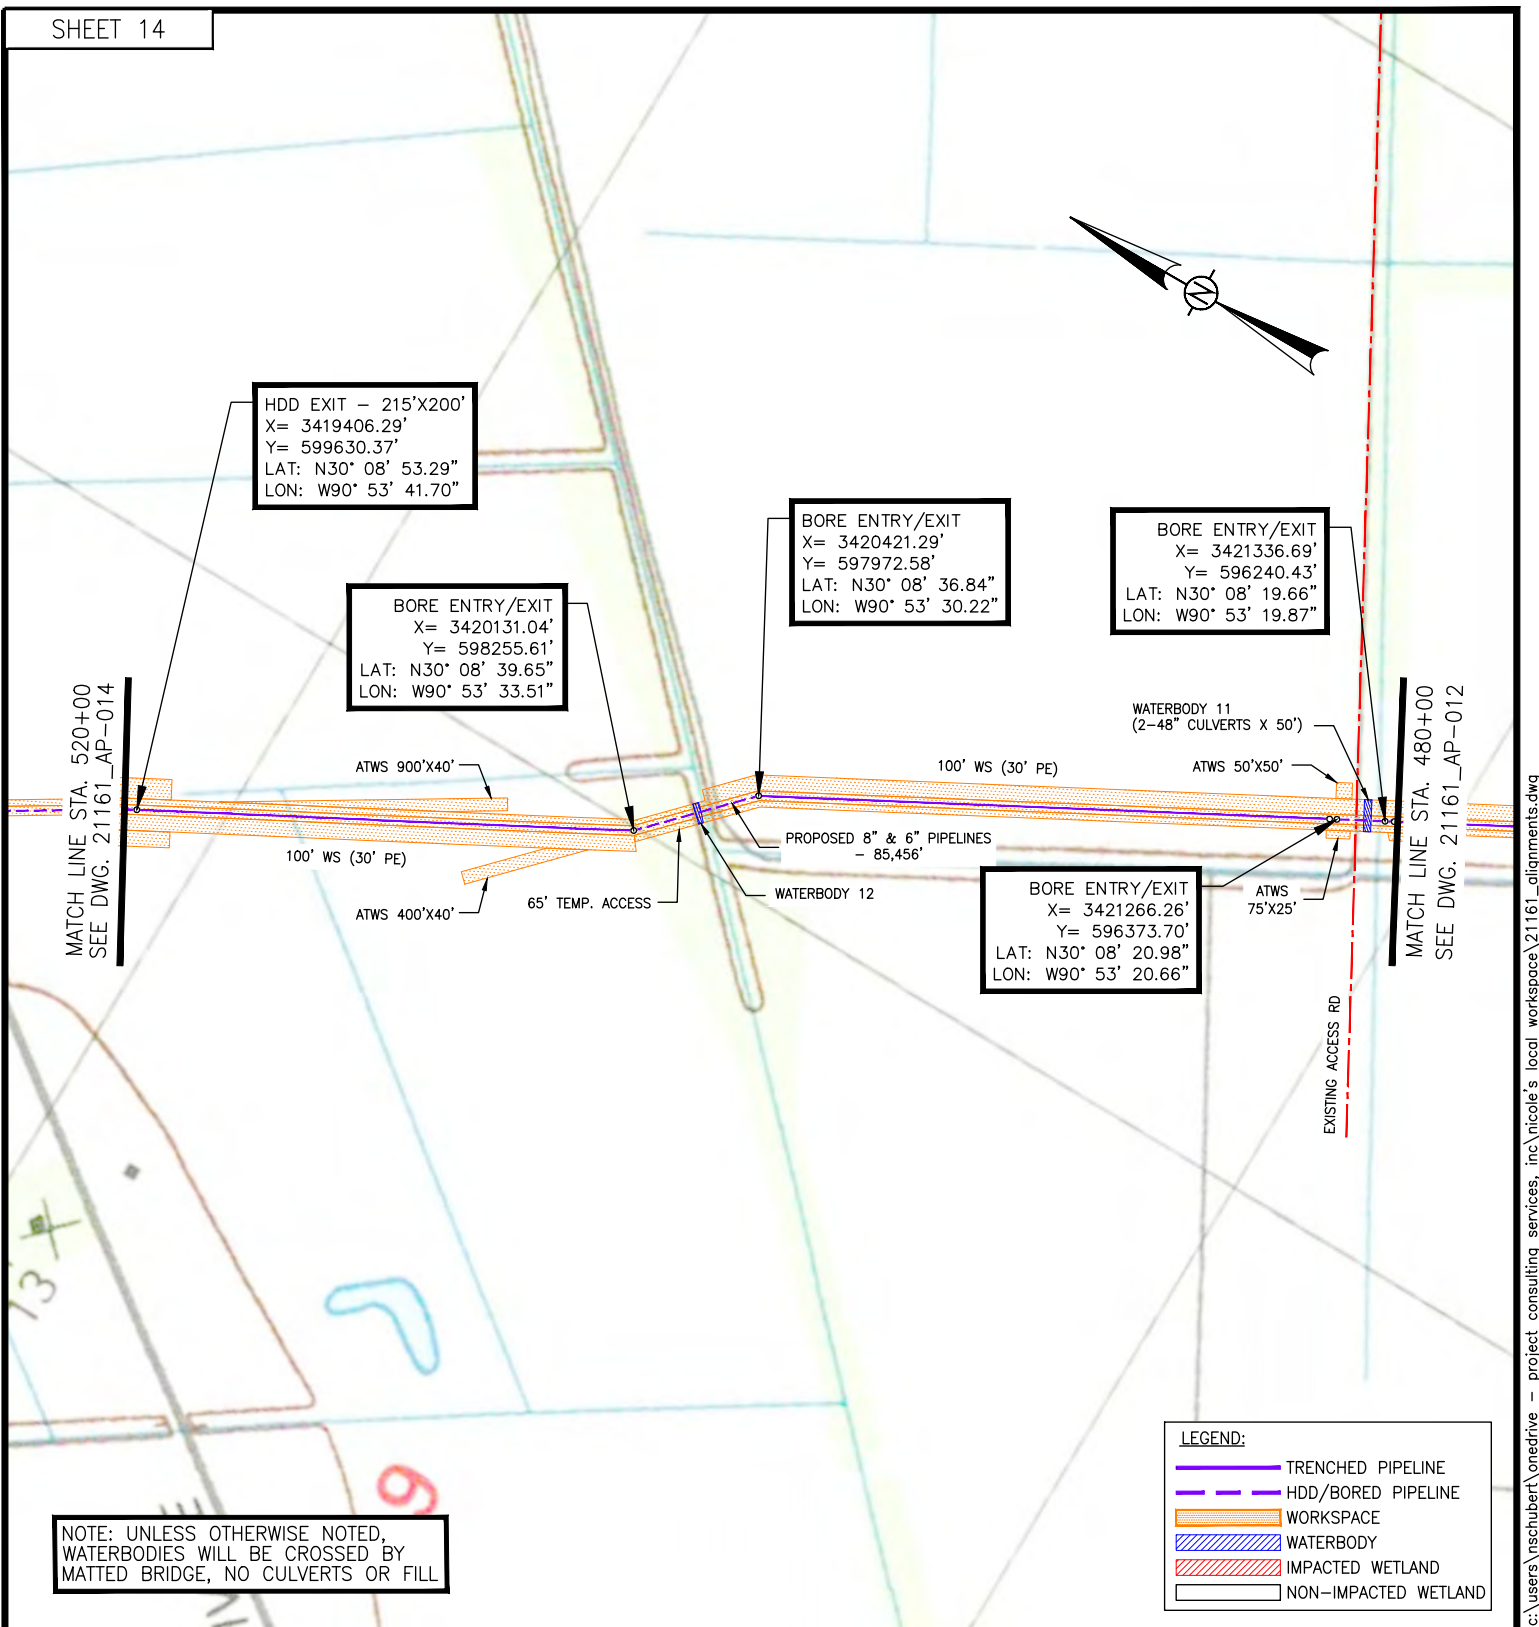 SHEET 14
N
HDD EXIT – 215'X200'
X= 3419406.29'
Y= 599630.37'
LAT: N30° 08' 53.29"
LON: W90° 53' 41.70"
BORE ENTRY/EXIT
X= 3420421.29'
Y= 597972.58'
LAT: N30° 08' 36.84"
LON: W90° 53' 30.22"
BORE ENTRY/EXIT
X= 3421336.69'
Y= 596240.43'
LAT: N30° 08' 19.66"
LON: W90° 53' 19.87"
BORE ENTRY/EXIT
X= 3420131.04'
Y= 598255.61'
LAT: N30° 08' 39.65"
LON: W90° 53' 33.51"
MATCH LINE STA. 520+00
SEE DWG. 21161_AP-014
ATWS 900'X40'
100' WS (30' PE)
ATWS 400'X40'
65' TEMP. ACCESS
WATERBODY 12
PROPOSED 8" & 6" PIPELINES
– 85,456'
100' WS (30' PE)
WATERBODY 11
(2-48" CULVERTS X 50')
ATWS 50'X50'
ATWS
75'X25'
BORE ENTRY/EXIT
X= 3421266.26'
Y= 596373.70'
LAT: N30° 08' 20.98"
LON: W90° 53' 20.66"
MATCH LINE STA. 480+00
SEE DWG. 21161_AP-012
EXISTING ACCESS RD
13
9
NOTE: UNLESS OTHERWISE NOTED,
WATERBODIES WILL BE CROSSED BY
MATTED BRIDGE, NO CULVERTS OR FILL
LEGEND:
TRENCHED PIPELINE
HDD/BORED PIPELINE
WORKSPACE
WATERBODY
IMPACTED WETLAND
NON-IMPACTED WETLAND
c:\users\nschubert\onedrive – project consulting services, inc\nicole's local workspace\21161_alignments.dwg